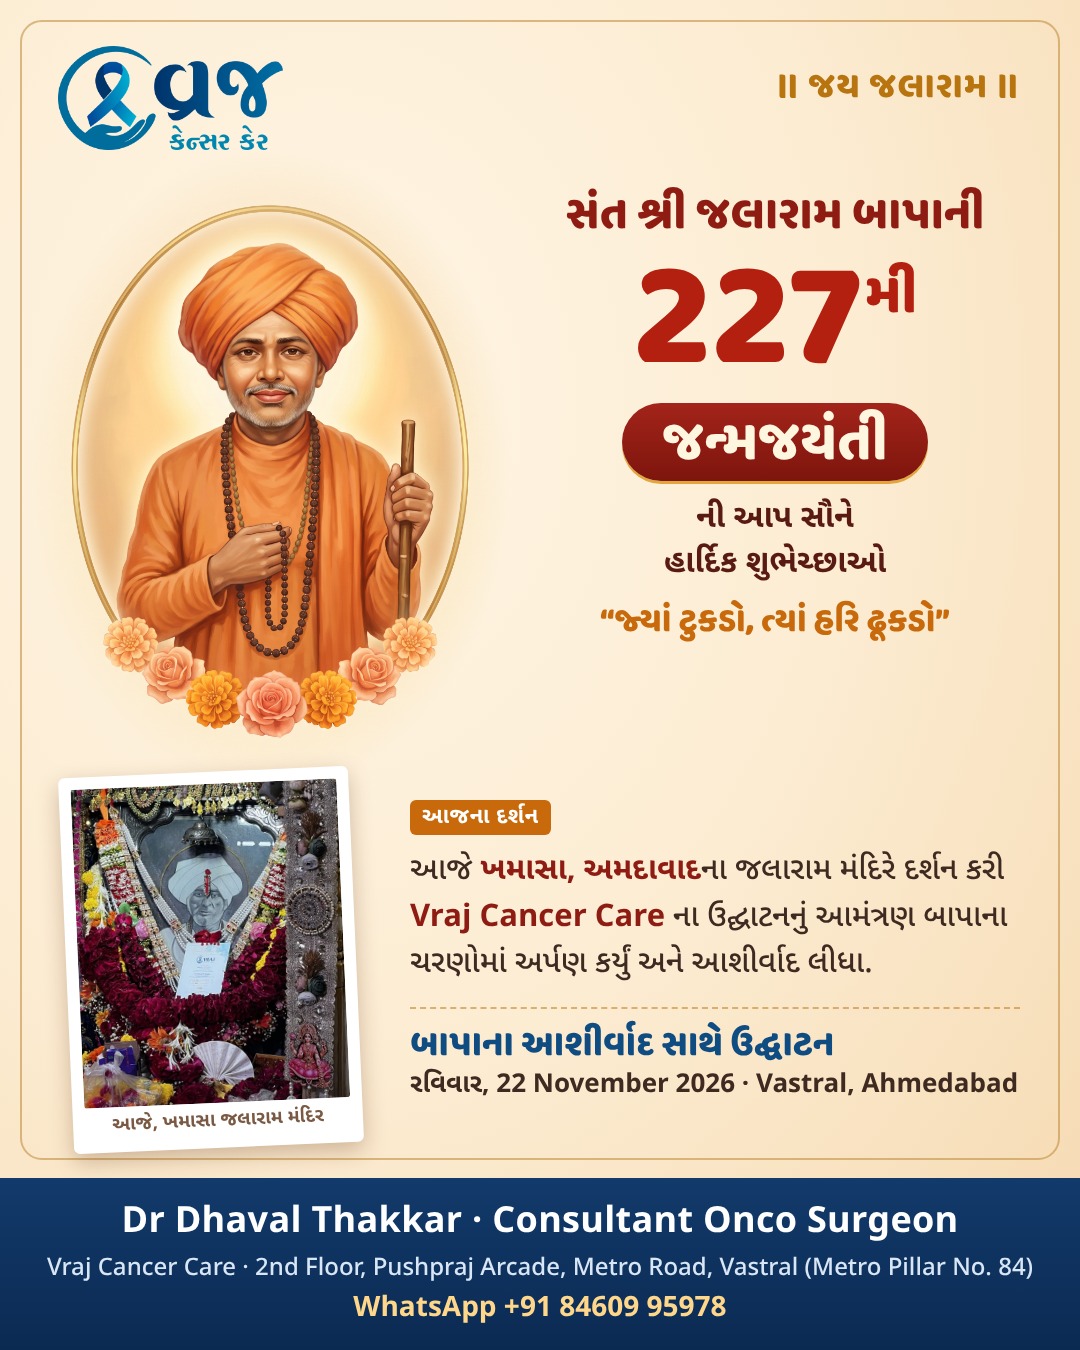 વ્રજ
કેન્સર કેર
॥ જય જલારામ ॥
સંત શ્રી જલારામ બાપાની
227મી
જન્મજયંતી
ની આપ સૌને
હાર્દિક શુભેચ્છાઓ
“જ્યાં ટુકડો, ત્યાં હરિ ઢૂકડો”
આજે, ખમાસા જલારામ મંદિર
આજના દર્શન
આજે ખમાસા, અમદાવાદના જલારામ મંદિરે દર્શન કરી
Vraj Cancer Care ના ઉદ્ઘાટનનું આમંત્રણ બાપાના
ચરણોમાં અર્પણ કર્યું અને આશીર્વાદ લીધા.
બાપાના આશીર્વાદ સાથે ઉદ્ઘાટન
રવિવાર, 22 November 2026 · Vastral, Ahmedabad
Dr Dhaval Thakkar · Consultant Onco Surgeon
Vraj Cancer Care · 2nd Floor, Pushpraj Arcade, Metro Road, Vastral (Metro Pillar No. 84)
WhatsApp +91 84609 95978